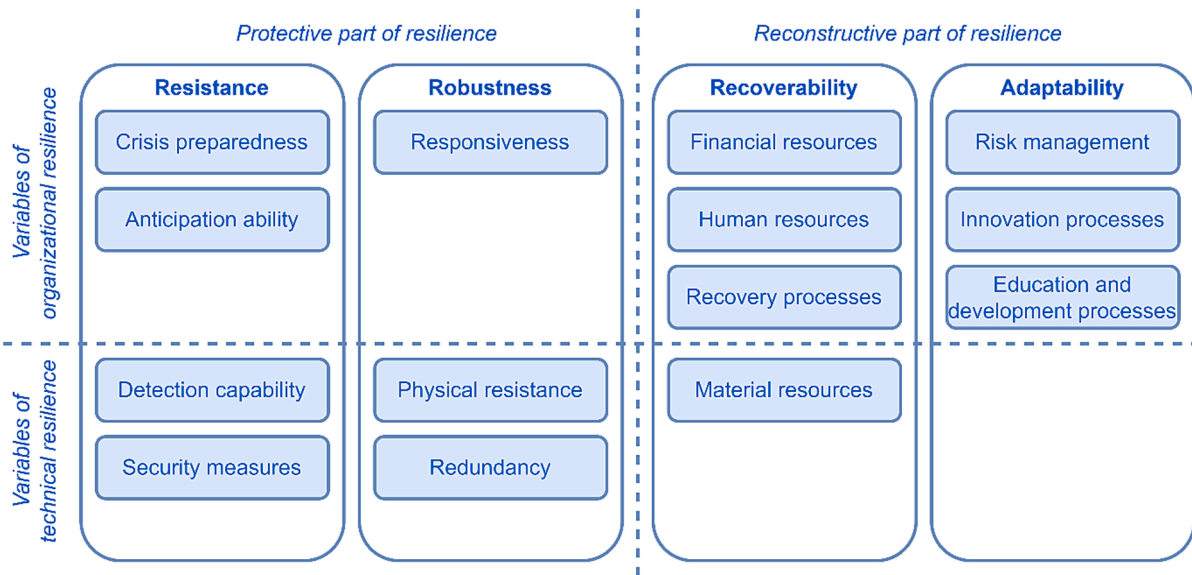 Protective part of resilience
Reconstructive part of resilience
Resistance
Robustness
Recoverability
Adaptability
Variables of
organizational resilience
Crisis preparedness
Responsiveness
Financial resources
Risk management
Anticipation ability
Human resources
Innovation processes
Recovery processes
Education and
development processes
Variables of
technical resilience
Detection capability
Physical resistance
Material resources
Security measures
Redundancy